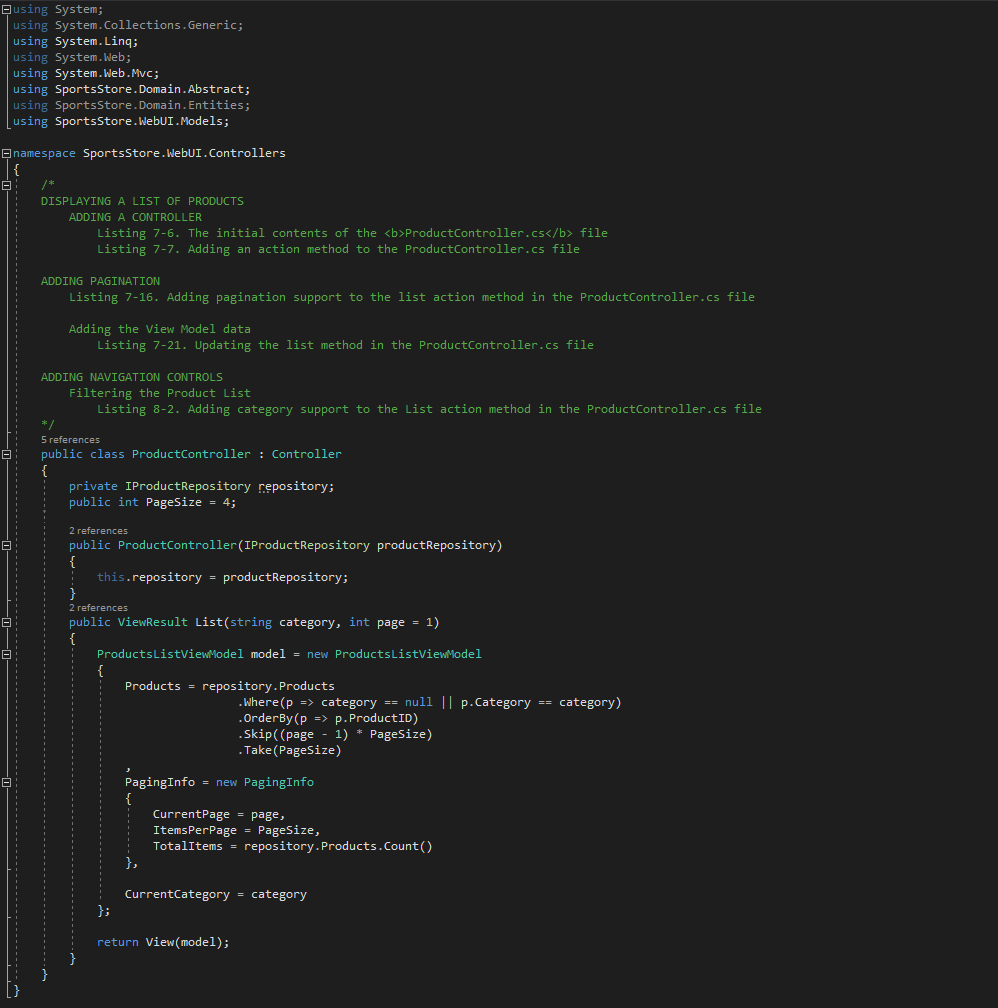 using System;
using System.Collections.Generic;
using System.Linq;
using System.Web;
using System.Web.Mvc;
using SportsStore.Domain.Abstract;
using SportsStore.Domain.Entities;
using SportsStore.WebUI.Models;

namespace SportsStore.WebUI.Controllers
{
    /*
    DISPLAYING A LIST OF PRODUCTS
        ADDING A CONTROLLER
            Listing 7-6. The initial contents of the <b>ProductController.cs</b> file
            Listing 7-7. Adding an action method to the ProductController.cs file

    ADDING PAGINATION
        Listing 7-16. Adding pagination support to the list action method in the ProductController.cs file

        Adding the View Model data
            Listing 7-21. Updating the list method in the ProductController.cs file

    ADDING NAVIGATION CONTROLS
        Filtering the Product List
            Listing 8-2. Adding category support to the List action method in the ProductController.cs file
    */
    5 references
    public class ProductController : Controller
    {
        private IProductRepository repository;
        public int PageSize = 4;

        2 references
        public ProductController(IProductRepository productRepository)
        {
            this.repository = productRepository;
        }
        2 references
        public ViewResult List(string category, int page = 1)
        {
            ProductsListViewModel model = new ProductsListViewModel
            {
                Products = repository.Products
                                .Where(p => category == null || p.Category == category)
                                .OrderBy(p => p.ProductID)
                                .Skip((page - 1) * PageSize)
                                .Take(PageSize)
                ,
                PagingInfo = new PagingInfo
                {
                    CurrentPage = page,
                    ItemsPerPage = PageSize,
                    TotalItems = repository.Products.Count()
                },

                CurrentCategory = category
            };

            return View(model);
        }
    }
}